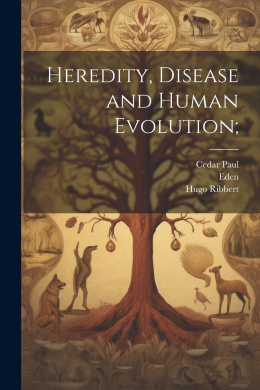 Heredity, Disease
and Human
Evolution;
Cedar Paul
Eden
Hugo Ribbert